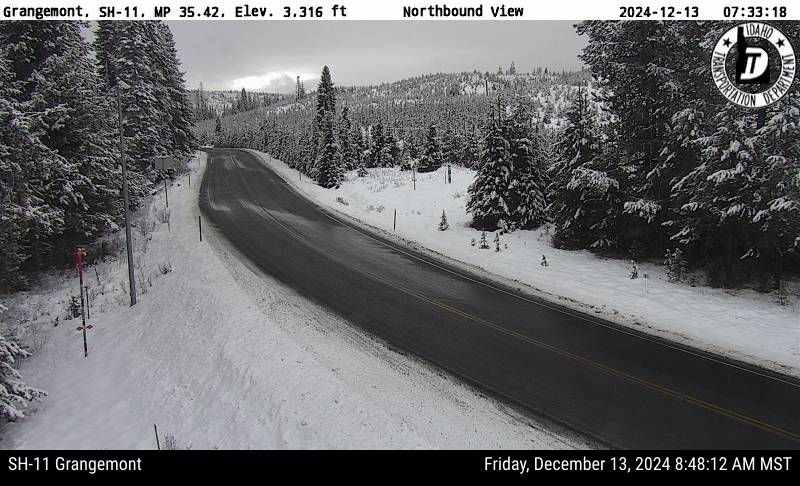 Grangemont, SH-11, MP 35.42, Elev. 3,316 ft Northbound View 2024-12-13 07:33:18
IDAHO
TRANSPORTATION DEPARTMENT
SH-11 Grangemont Friday, December 13, 2024 8:48:12 AM MST